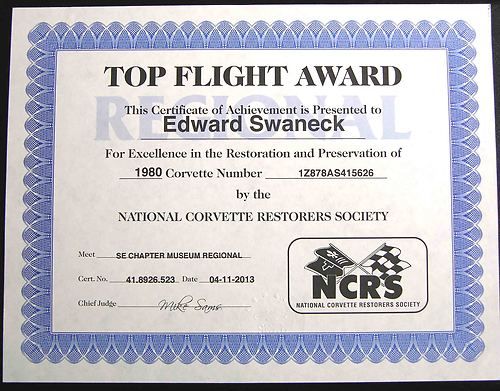 TOP FLIGHT AWARD
REGIONAL
This Certificate of Achievement is Presented to
Edward Swaneck
For Excellence in the Restoration and Preservation of
1980 Corvette Number 1Z878AS415626
by the
NATIONAL CORVETTE RESTORERS SOCIETY
Meet SE CHAPTER MUSEUM REGIONAL
Cert. No. 41.8926.523 Date 04-11-2013
Chief Judge Mike Sams
NCRS
NATIONAL CORVETTE RESTORERS SOCIETY